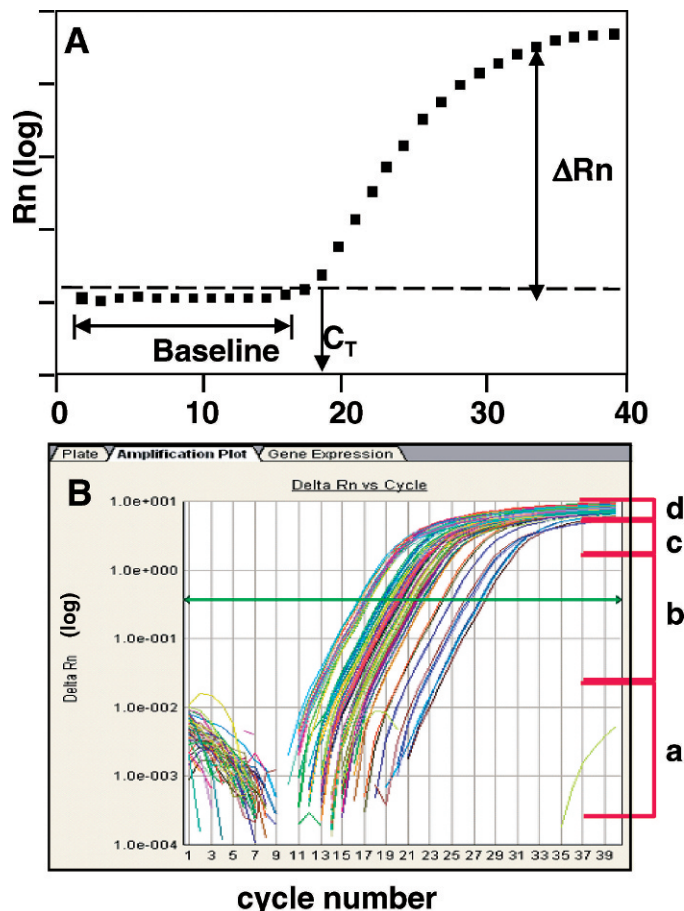 A
Rn (log)
ΔRn
Baseline
CT
0 10 20 30 40
Plate Amplification Plot Gene Expression
B
Delta Rn vs Cycle
1.0e+001
1.0e+000
1.0e-001
1.0e-002
1.0e-003
1.0e-004
Delta Rn (log)
d
c
b
a
1 3 5 7 9 11 13 15 17 19 21 23 25 27 29 31 33 35 37 39
cycle number